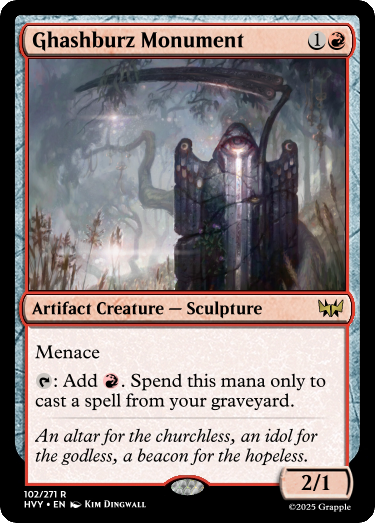 Ghashburz Monument 1
Artifact Creature — Sculpture
Menace
: Add . Spend this mana only to
cast a spell from your graveyard.
An altar for the churchless, an idol for
the godless, a beacon for the hopeless.
2/1
102/271 R
HVY • EN Kim Dingwall
©2025 Grapple